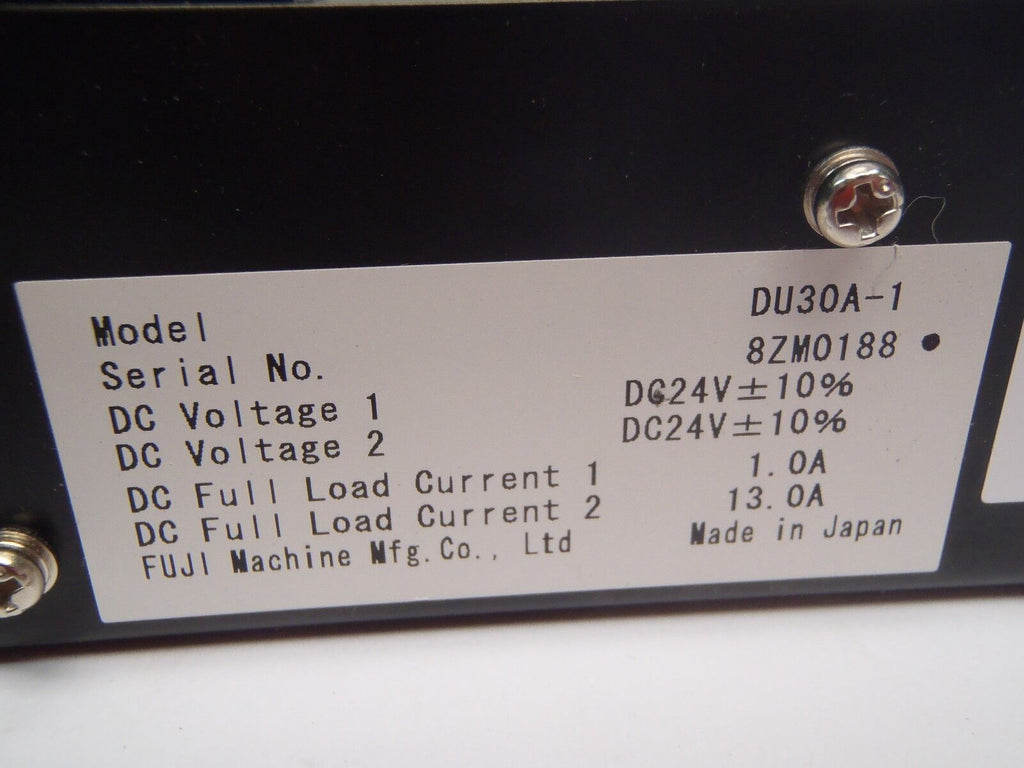 Model DU30A-1
Serial No. 8ZM0188 ●
DC Voltage 1 DC24V±10%
DC Voltage 2 DC24V±10%
DC Full Load Current 1 1.0A
DC Full Load Current 2 13.0A
FUJI Machine Mfg.Co., Ltd Made in Japan